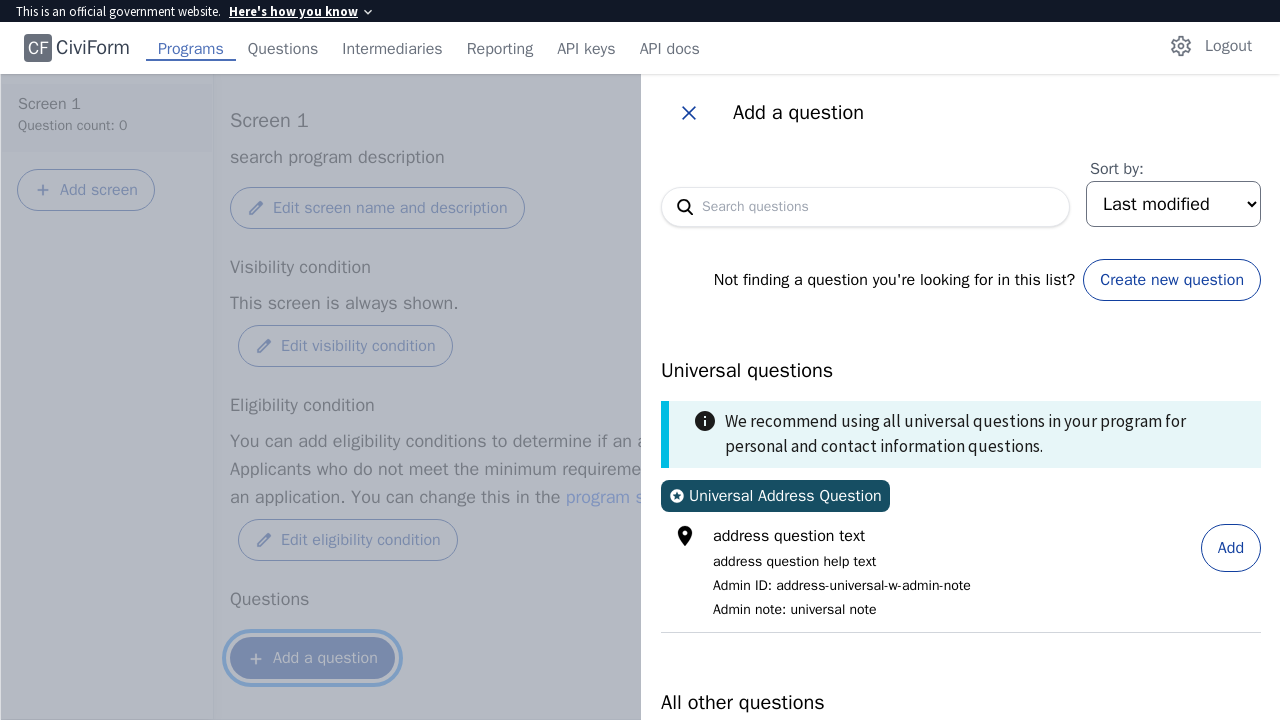 This is an official government website. Here's how you know
CF CiviForm Programs Questions Intermediaries Reporting API keys API docs Logout
Screen 1
Question count: 0
Add screen
Screen 1
search program description
Edit screen name and description
Visibility condition
This screen is always shown.
Edit visibility condition
Eligibility condition
You can add eligibility conditions to determine if an
Applicants who do not meet the minimum
an application. You can change this in the program
Edit eligibility condition
Questions
Add a question
Add a question
Sort by:
Search questions
Last modified
Not finding a question you're looking for in this list? Create new question
Universal questions
We recommend using all universal questions in your program for
personal and contact information questions.
Universal Address Question
address question text
address question help text
Admin ID: address-universal-w-admin-note
Admin note: universal note
Add
All other questions